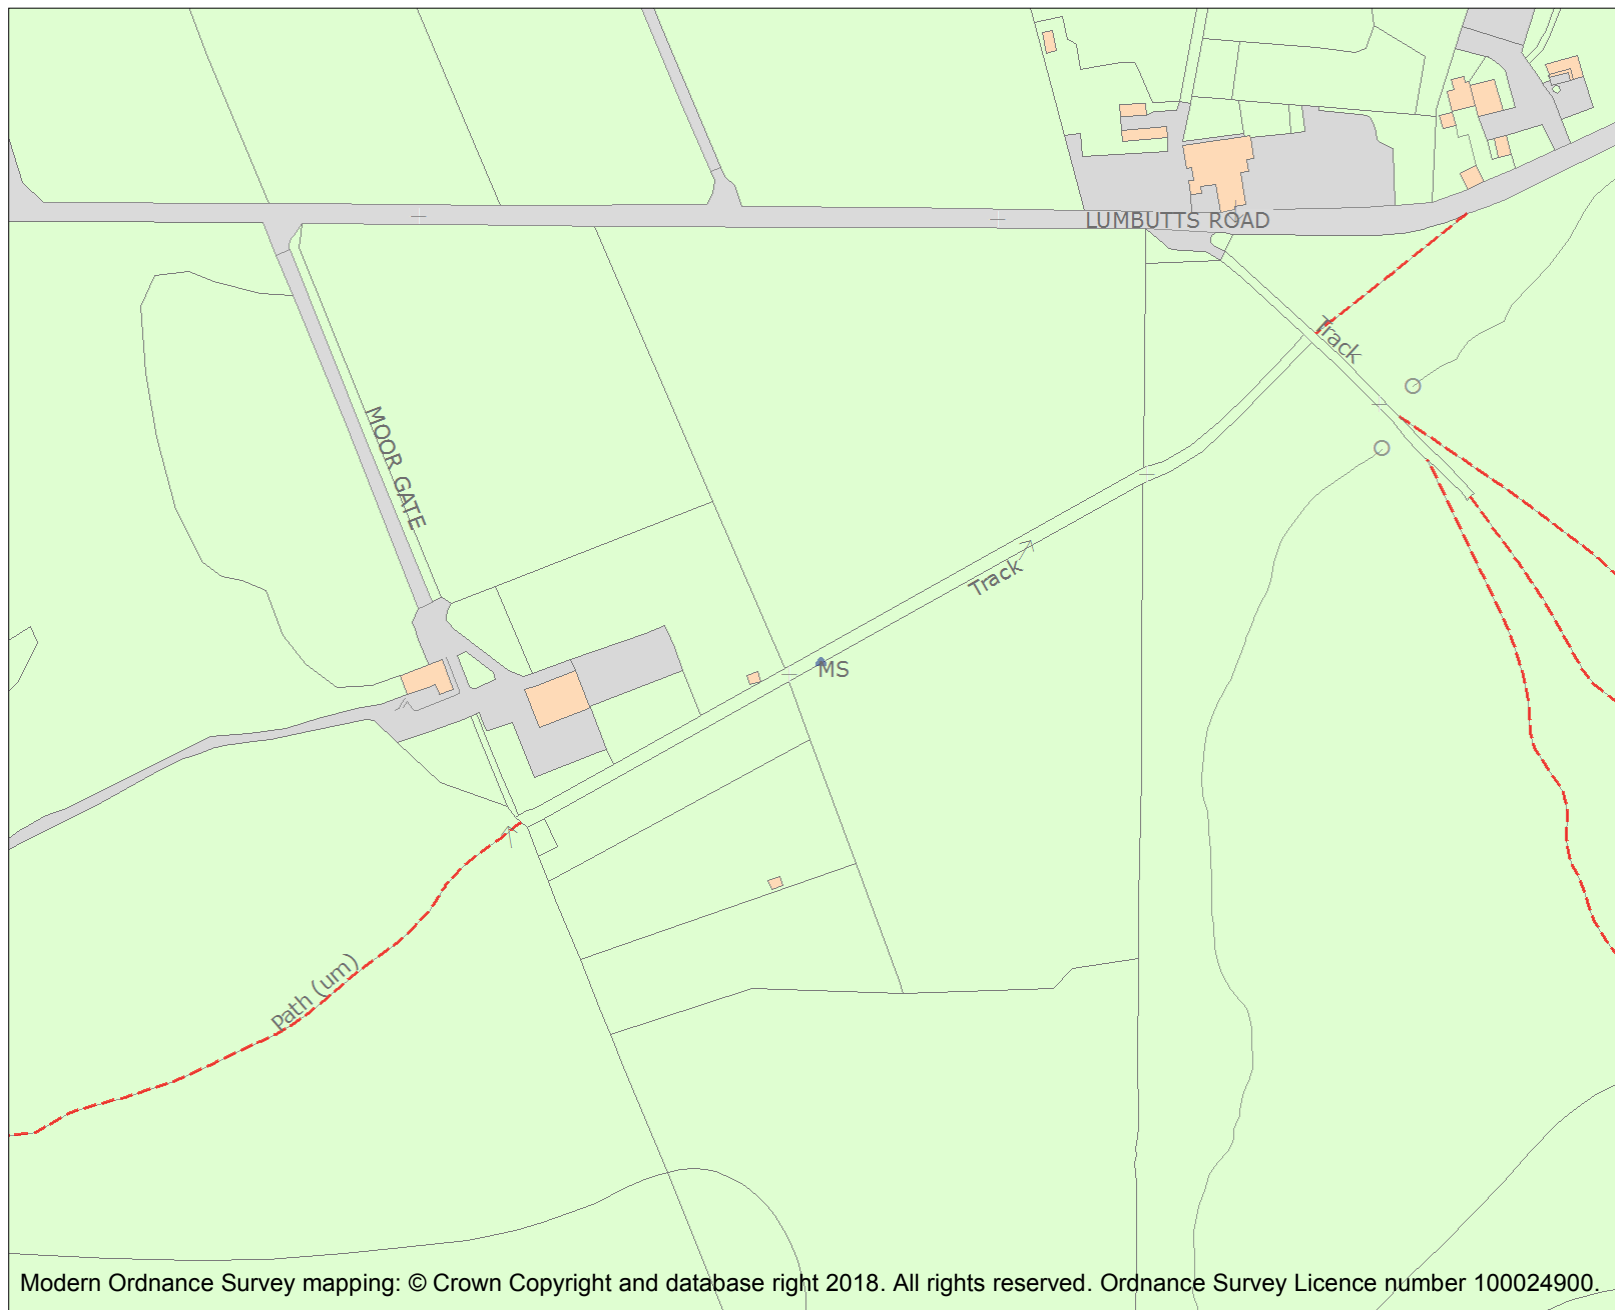 LUMBUTTS ROAD
Track
MOOR GATE
Track
MS
Path (um)
Modern Ordnance Survey mapping: © Crown Copyright and database right 2018. All rights reserved. Ordnance Survey Licence number 100024900.